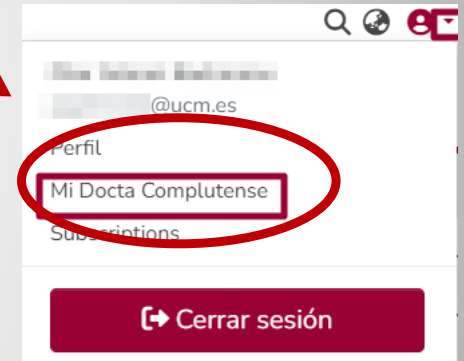 @ucm.es
Perfil
Mi Docta Complutense
Subscriptions
Cerrar sesión